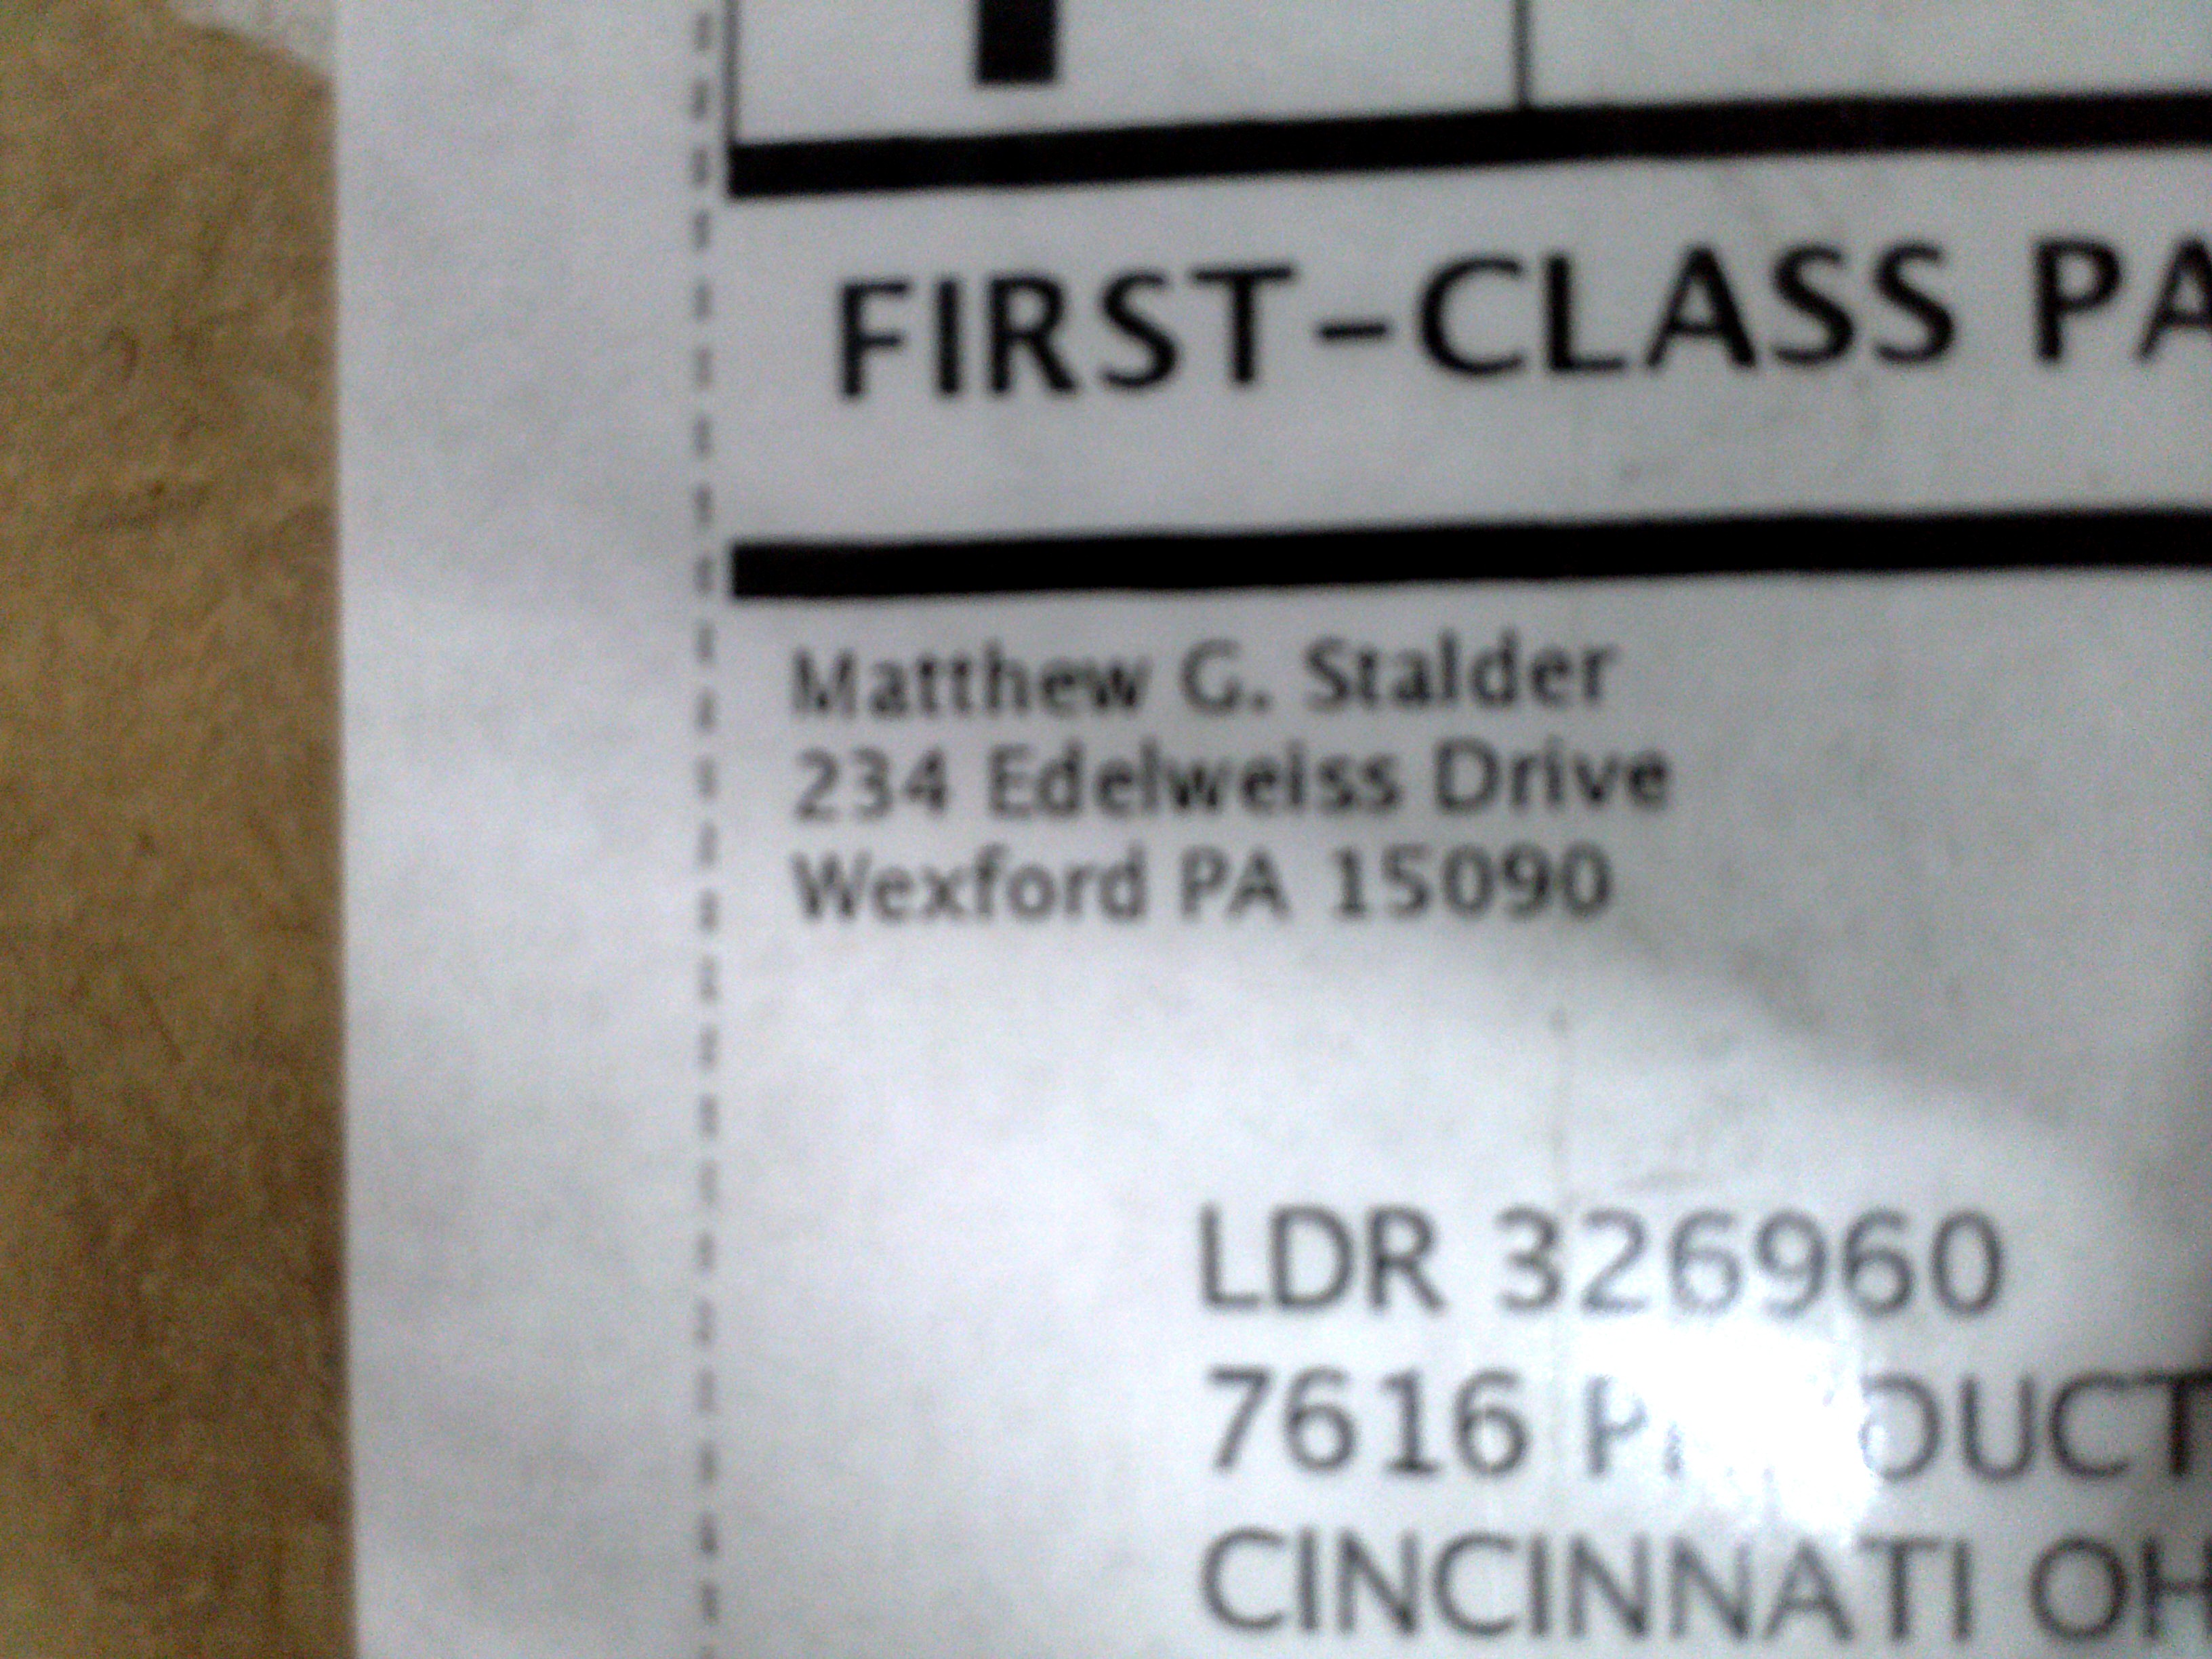 FIRST-CLASS PA
Matthew G. Stalder
234 Edelweiss Drive
Wexford PA 15090
LDR 326960
7616
CINCINNATI OH